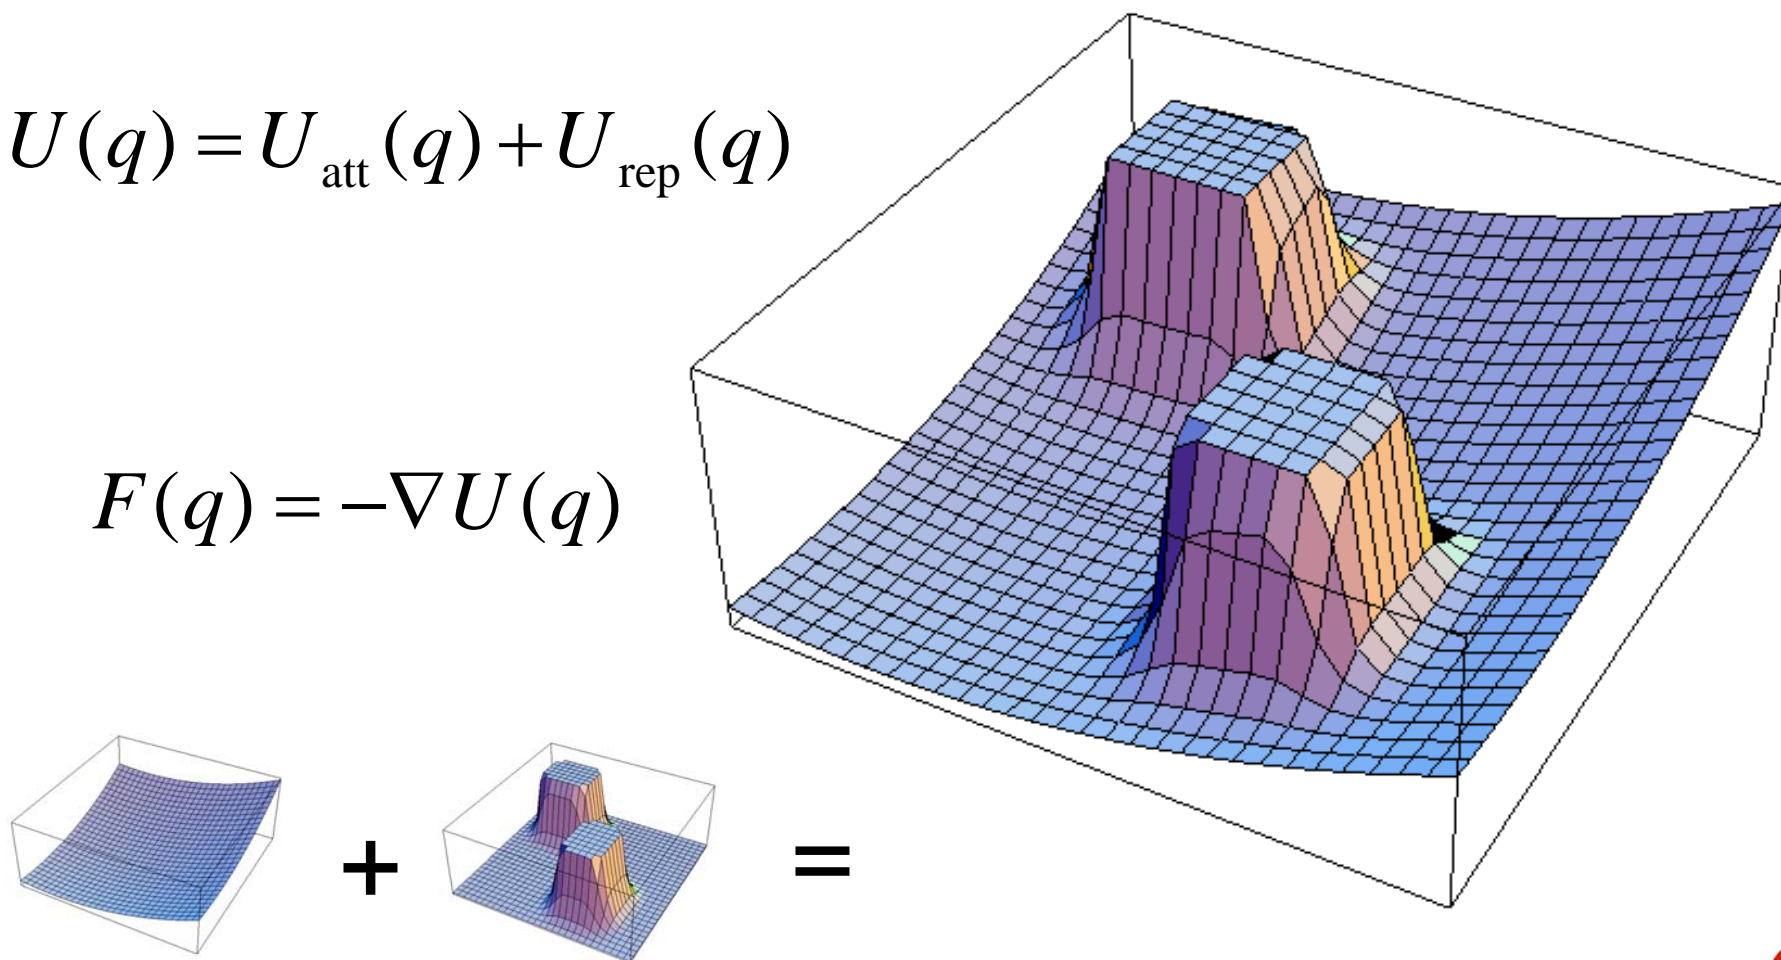 U(q) = U_att(q) + U_rep(q)
F(q) = −∇U(q)
+ =